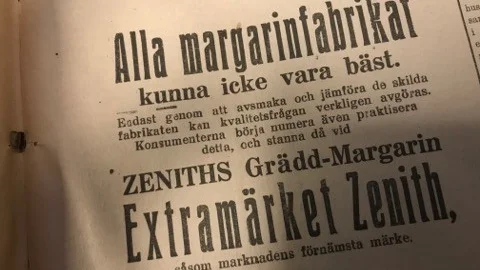 Alla margarinfabrikat
kunna icke vara bäst.
Endast genom att avsmaka och jämföra de skilda
fabrikaten kan kvalitetsfrågan verkligen avgöras.
Konsumenterna börja numera även praktisera
detta, och stanna då vid
ZENITHS Grädd-Margarin
Extramärket Zenith,
såsom marknadens förnämsta märke.